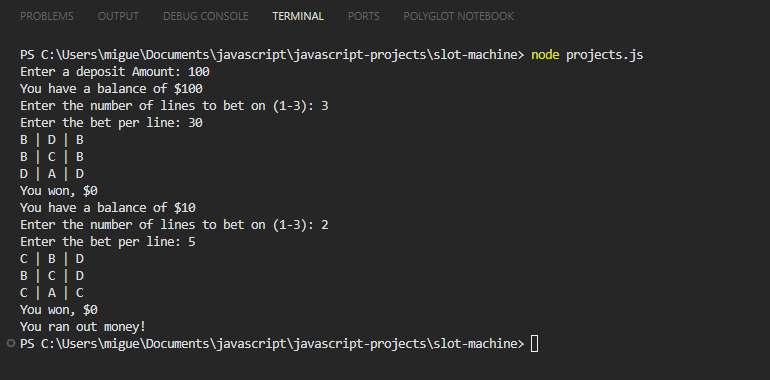 PROBLEMS OUTPUT DEBUG CONSOLE TERMINAL PORTS POLYGLOT NOTEBOOK
PS C:\Users\migue\Documents\javascript\javascript-projects\slot-machine> node projects.js
Enter a deposit Amount: 100
You have a balance of $100
Enter the number of lines to bet on (1-3): 3
Enter the bet per line: 30
B | D | B
B | C | B
D | A | D
You won, $0
You have a balance of $10
Enter the number of lines to bet on (1-3): 2
Enter the bet per line: 5
C | B | D
B | C | D
C | A | C
You won, $0
You ran out money!
PS C:\Users\migue\Documents\javascript\javascript-projects\slot-machine>